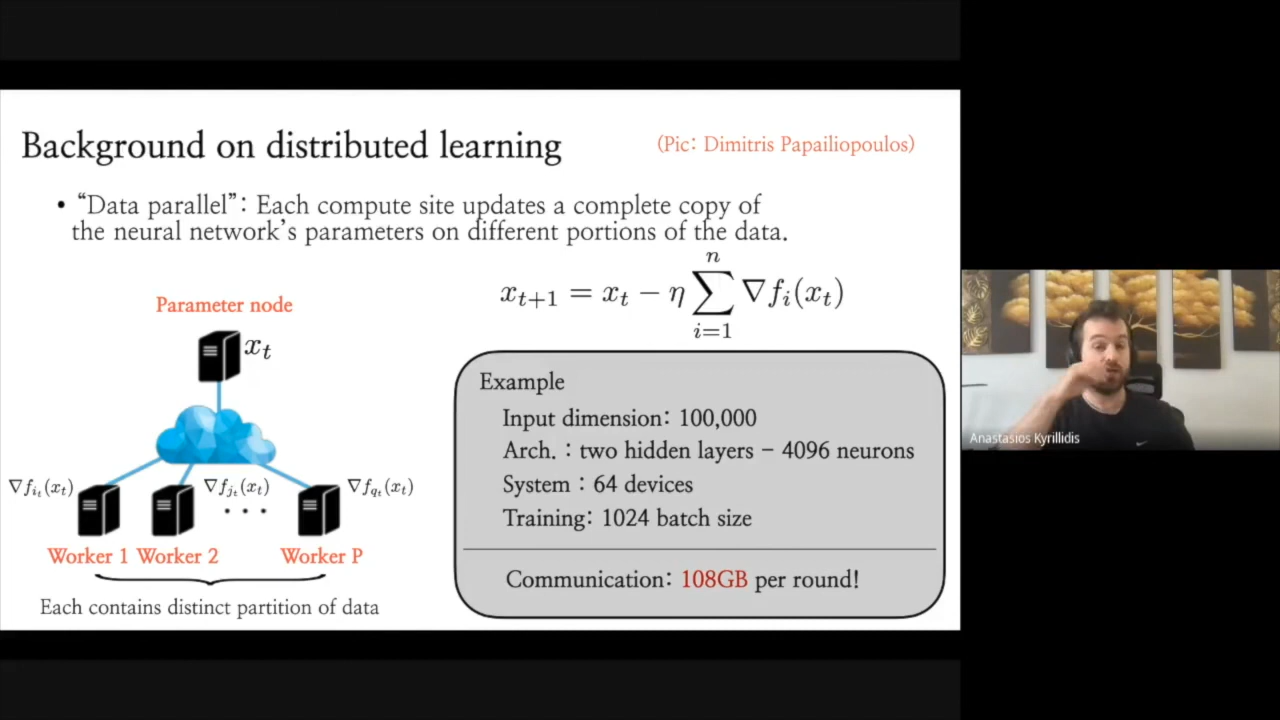 Background on distributed learning
(Pic: Dimitris Papailiopoulos)
• “Data parallel”: Each compute site updates a complete copy of
the neural network’s parameters on different portions of the data.
x_{t+1} = x_t − η ∑_{i=1}^{n} ∇f_i(x_t)
Parameter node
x_t
∇f_{i_t}(x_t)
∇f_{j_t}(x_t)
∇f_{q_t}(x_t)
. . .
Worker 1 Worker 2 Worker P
Each contains distinct partition of data
Example
Input dimension: 100,000
Arch. : two hidden layers – 4096 neurons
System : 64 devices
Training: 1024 batch size
Communication: 108GB per round!
Anastasios Kyrillidis